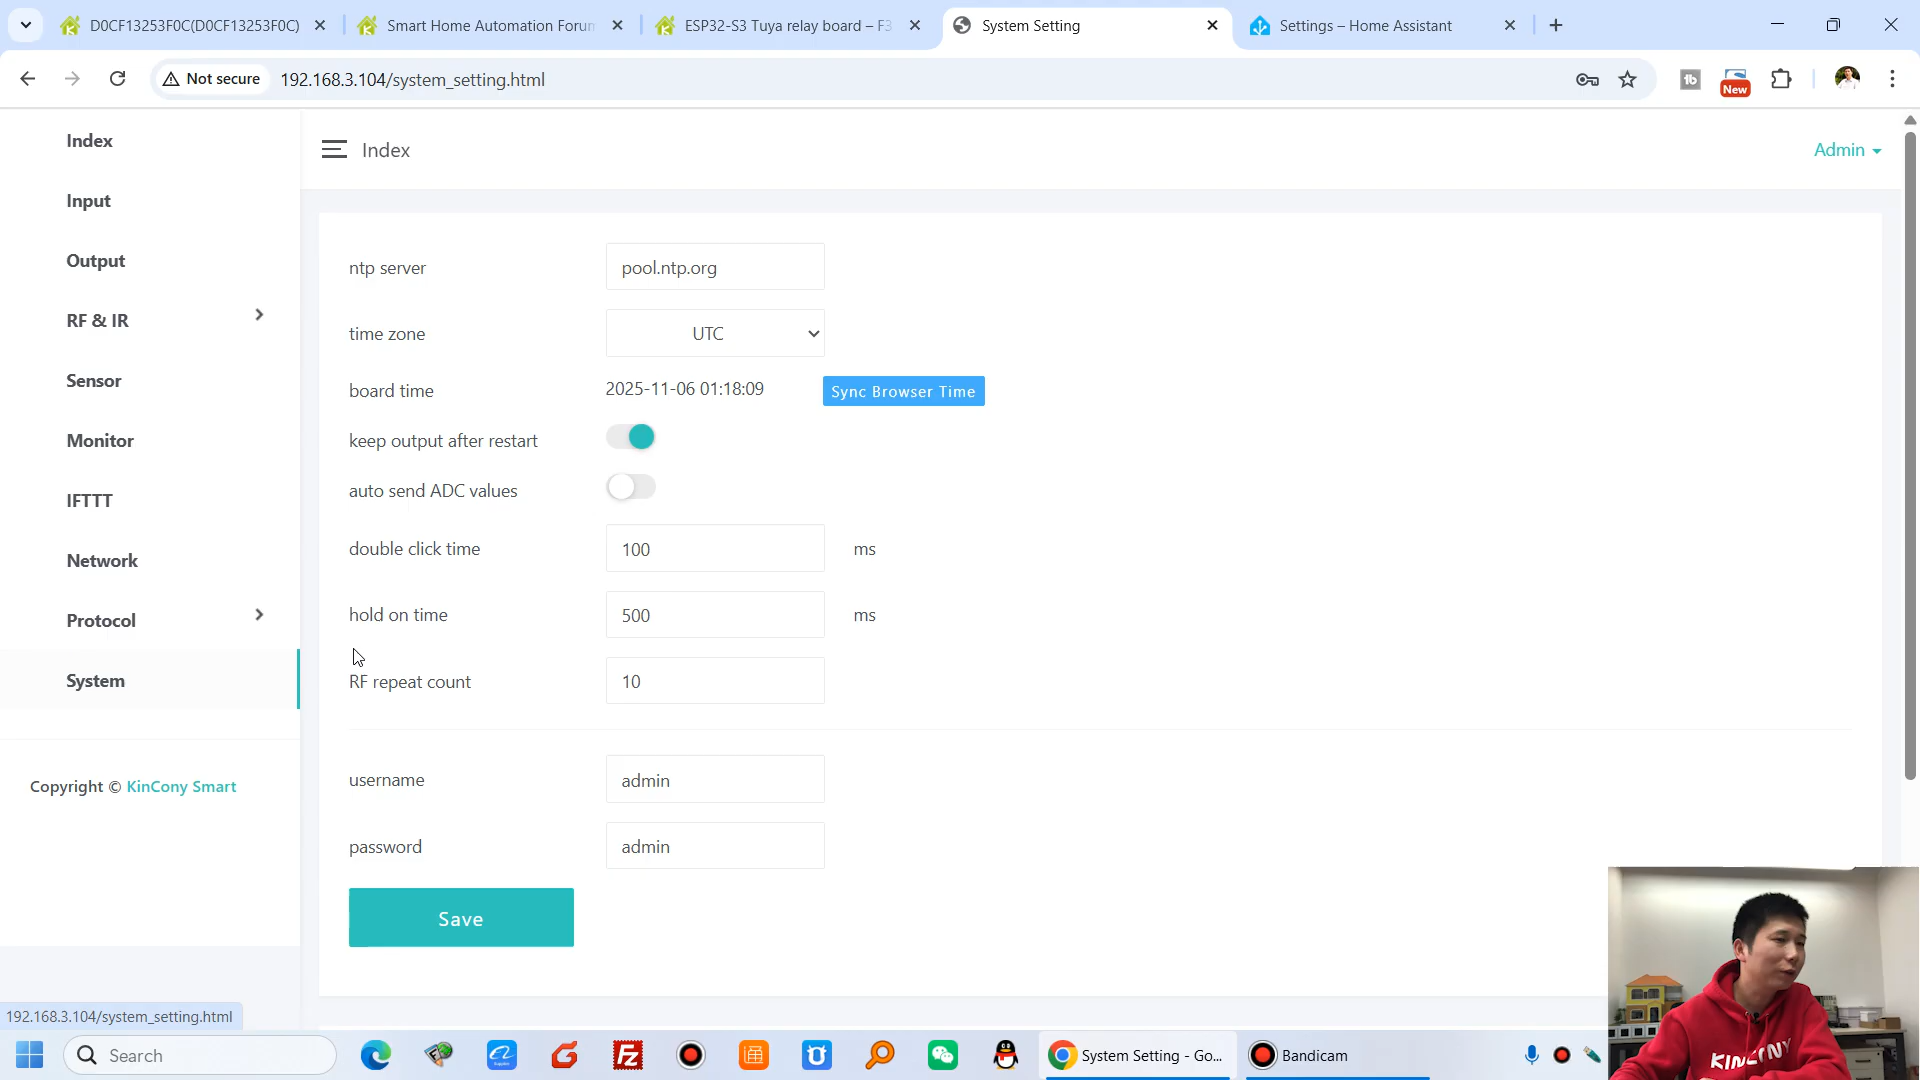 D0CF13253F0C(D0CF13253F0C)
Smart Home Automation Forum
ESP32-S3 Tuya relay board – F3
System Setting
Settings – Home Assistant
Not secure
192.168.3.104/system_setting.html
New
Index
Input
Output
RF & IR
Sensor
Monitor
IFTTT
Network
Protocol
System
Copyright © KinCony Smart
Index
Admin
ntp server
pool.ntp.org
time zone
UTC
board time
2025-11-06 01:18:09
Sync Browser Time
keep output after restart
auto send ADC values
double click time
100
ms
hold on time
500
ms
RF repeat count
10
username
admin
password
admin
Save
192.168.3.104/system_setting.html
Search
System Setting - Go...
Bandicam